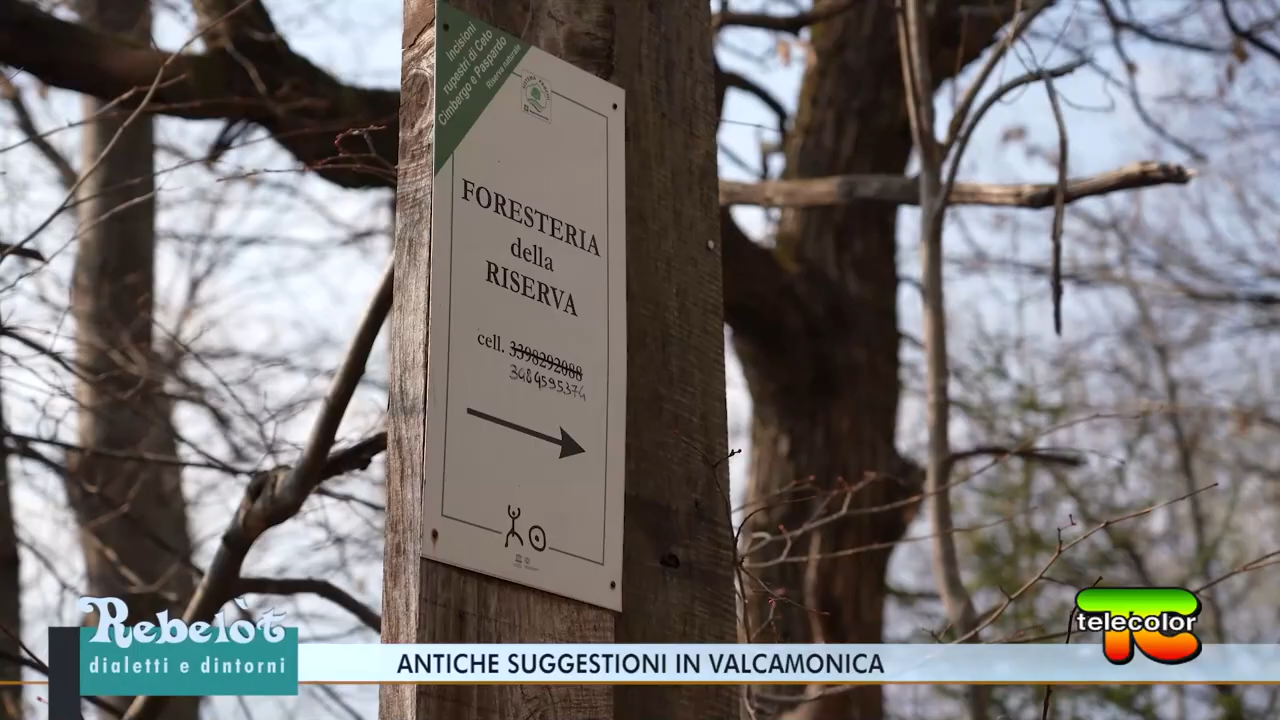 Incisioni
rupestri di Ceto
Cimbergo e Paspardo
Riserva naturale
FORESTERIA
della
RISERVA
cell. 3398292088
3484595374
Rebelòt
dialetti e dintorni
ANTICHE SUGGESTIONI IN VALCAMONICA
telecolor